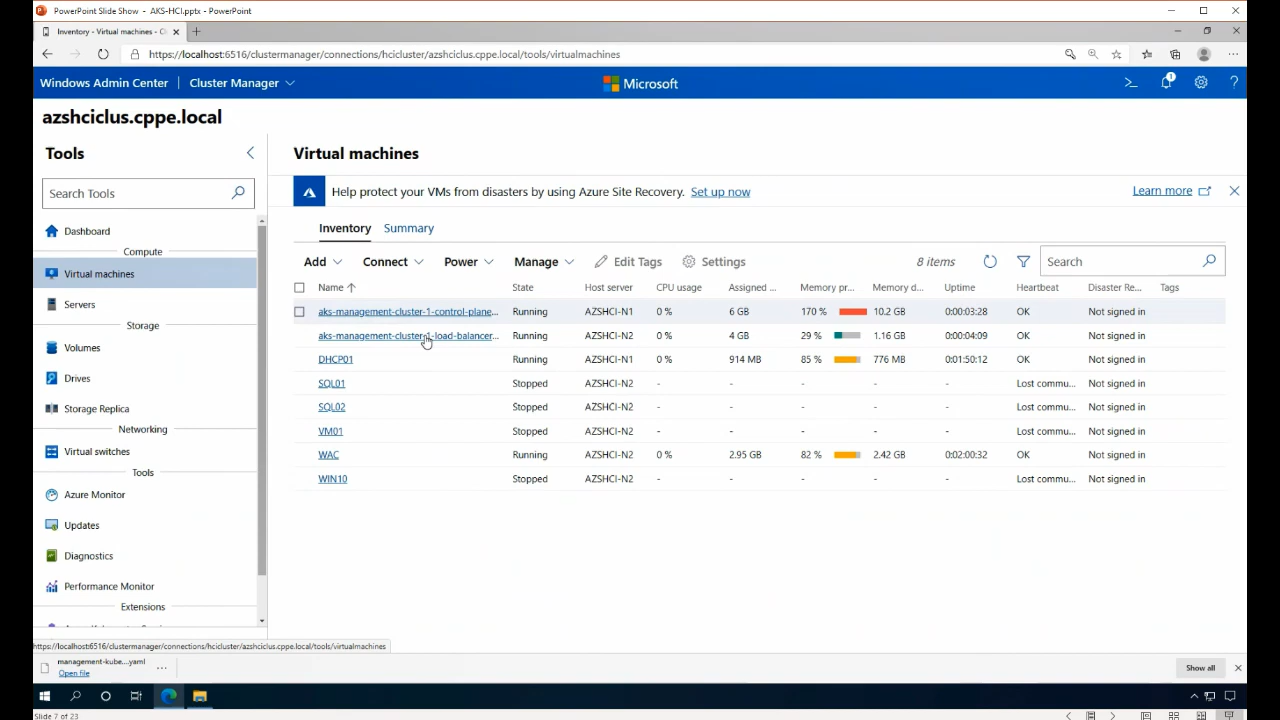 PowerPoint Slide Show - AKS-HCI.pptx - PowerPoint
Inventory - Virtual machines - Cl
https://localhost:6516/clustermanager/connections/hcicluster/azshciclus.cppe.local/tools/virtualmachines
Windows Admin Center | Cluster Manager
Microsoft
1
azshciclus.cppe.local
Tools
Search Tools
Dashboard
Compute
Virtual machines
Servers
Storage
Volumes
Drives
Storage Replica
Networking
Virtual switches
Tools
Azure Monitor
Updates
Diagnostics
Performance Monitor
Extensions
Virtual machines
Help protect your VMs from disasters by using Azure Site Recovery. Set up now
Learn more
Inventory Summary
Add Connect Power Manage Edit Tags Settings 8 items Search
Name State Host server CPU usage Assigned ... Memory pr... Memory d... Uptime Heartbeat Disaster Re... Tags
aks-management-cluster-1-control-plane... Running AZSHCI-N1 0 % 6 GB 170 % 10.2 GB 0:00:03:28 OK Not signed in
aks-management-cluster-1-load-balancer... Running AZSHCI-N2 0 % 4 GB 29 % 1.16 GB 0:00:04:09 OK Not signed in
DHCP01 Running AZSHCI-N1 0 % 914 MB 85 % 776 MB 0:01:50:12 OK Not signed in
SQL01 Stopped AZSHCI-N2 - - - - - Lost commu... Not signed in
SQL02 Stopped AZSHCI-N2 - - - - - Lost commu... Not signed in
VM01 Stopped AZSHCI-N2 - - - - - Lost commu... Not signed in
WAC Running AZSHCI-N2 0 % 2.95 GB 82 % 2.42 GB 0:02:00:32 OK Not signed in
WIN10 Stopped AZSHCI-N2 - - - - - Lost commu... Not signed in
https://localhost:6516/clustermanager/connections/hcicluster/azshciclus.cppe.local/tools/virtualmachines
management-kube....yaml
Open file
...
Show all
Slide 7 of 23